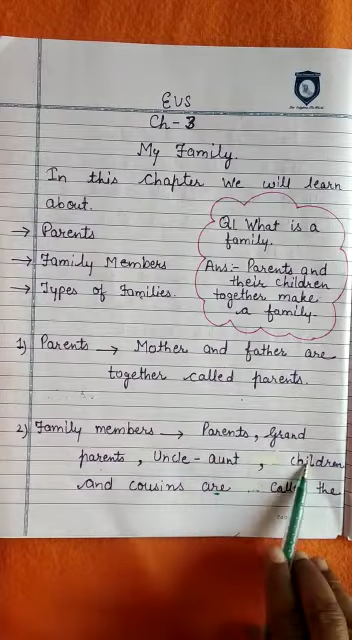 EVS
Ch-3
My Family.
In this chapter we will learn
about.
→ Parents
→ Family Members
→ Types of Families.
Q1. What is a
family.
Ans:- Parents and
their children
together make
a family.
1) Parents → Mother and father are
together called parents.
2) Family members → Parents, Grand
parents, Uncle-aunt, children
and cousins are the